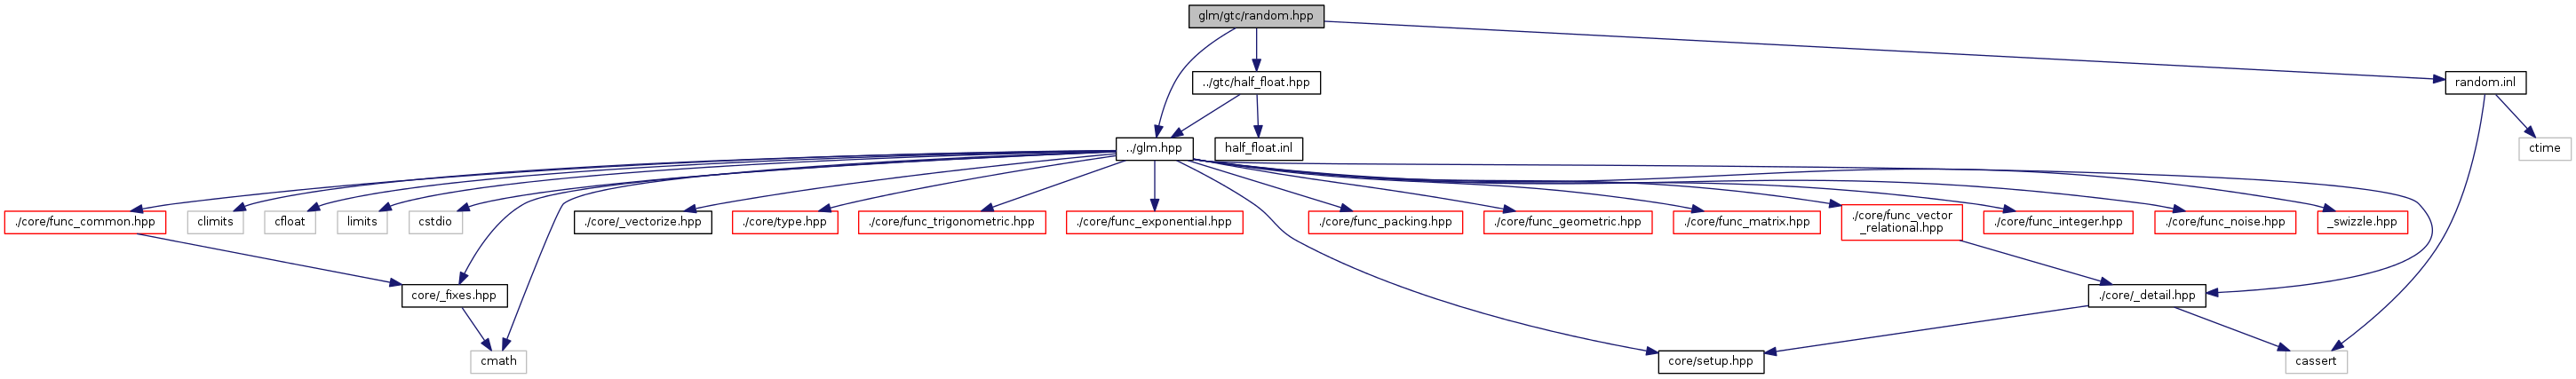 glm/gtc/random.hpp
../gtc/half_float.hpp
random.inl
../glm.hpp
half_float.inl
ctime
./core/func_common.hpp
climits
cfloat
limits
cstdio
./core/_vectorize.hpp
./core/type.hpp
./core/func_trigonometric.hpp
./core/func_exponential.hpp
./core/func_packing.hpp
./core/func_geometric.hpp
./core/func_matrix.hpp
./core/func_vector
_relational.hpp
./core/func_integer.hpp
./core/func_noise.hpp
_swizzle.hpp
core/_fixes.hpp
./core/_detail.hpp
cmath
core/setup.hpp
cassert